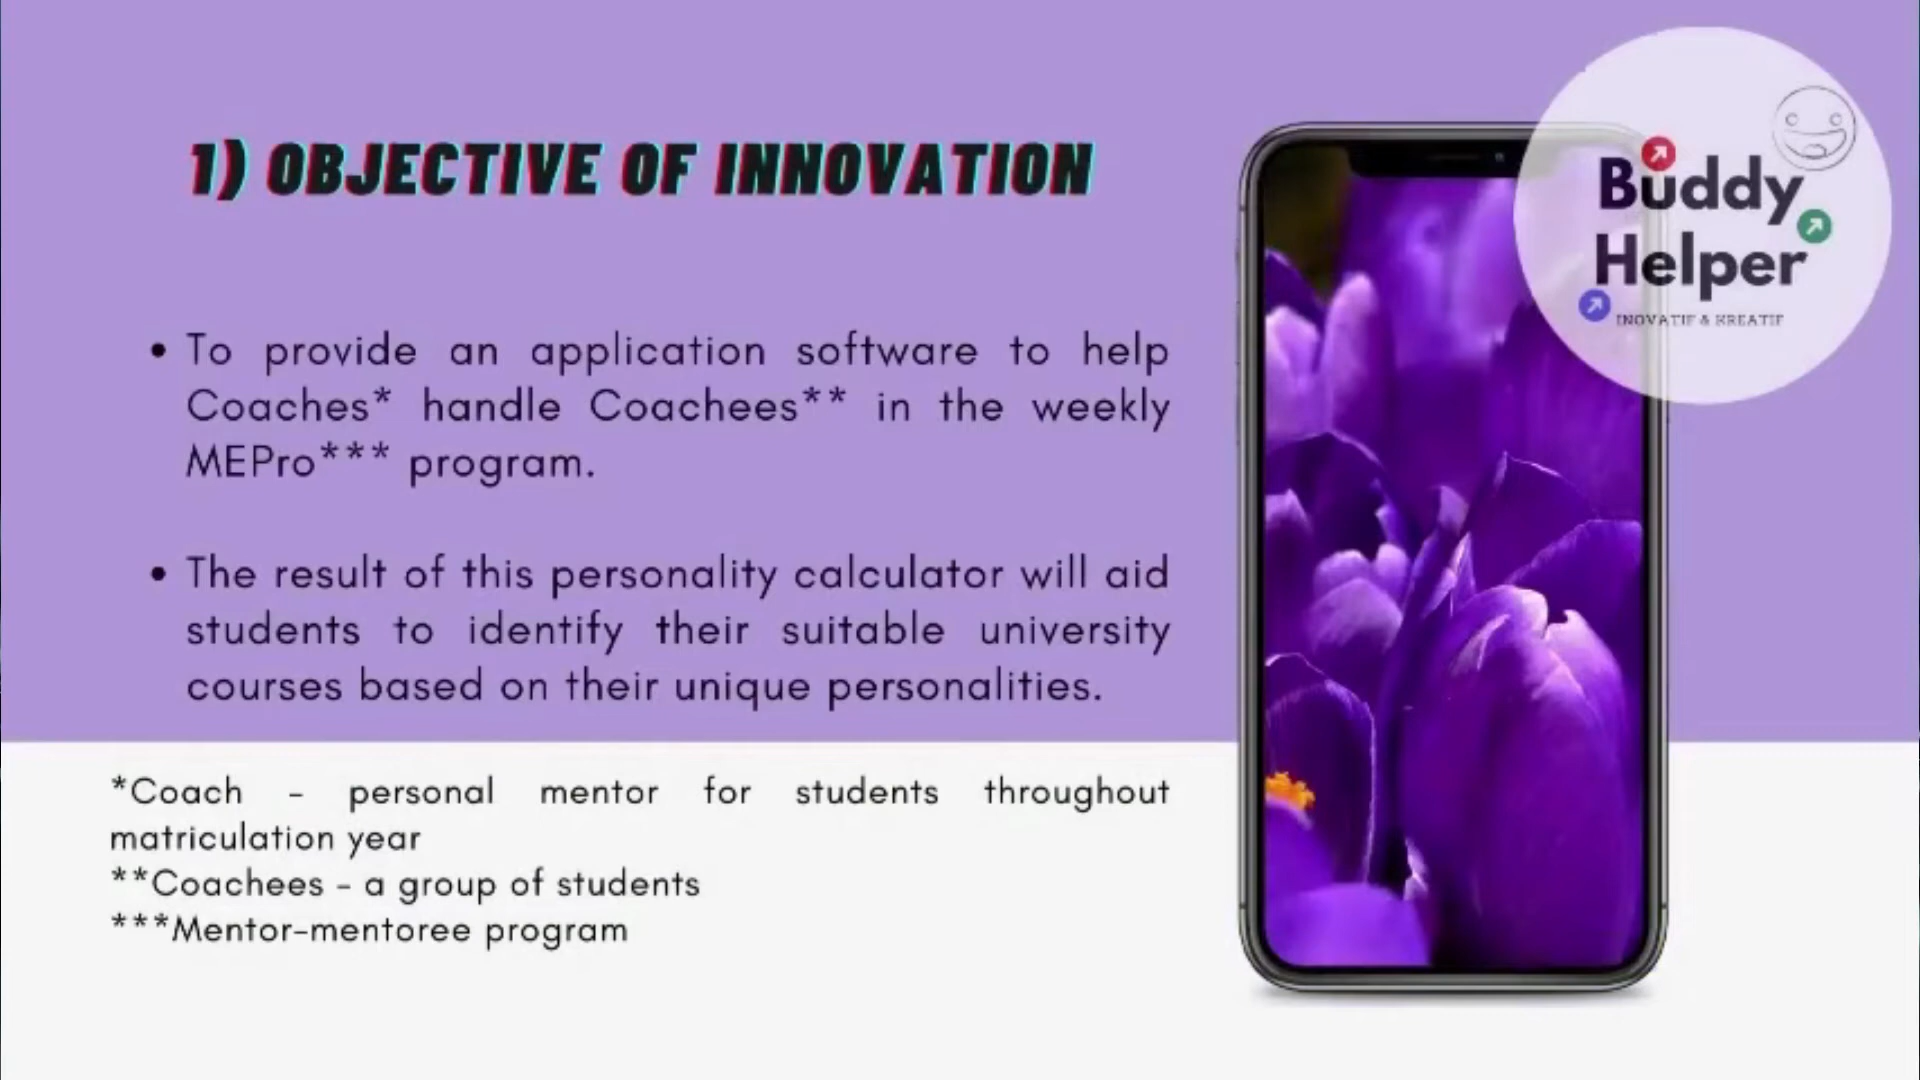 1) OBJECTIVE OF INNOVATION
Buddy
Helper
INOVATIF & KREATIF
• To provide an application software to help
Coaches* handle Coachees** in the weekly
MEPro*** program.
• The result of this personality calculator will aid
students to identify their suitable university
courses based on their unique personalities.
*Coach - personal mentor for students throughout
matriculation year
**Coachees - a group of students
***Mentor-mentoree program